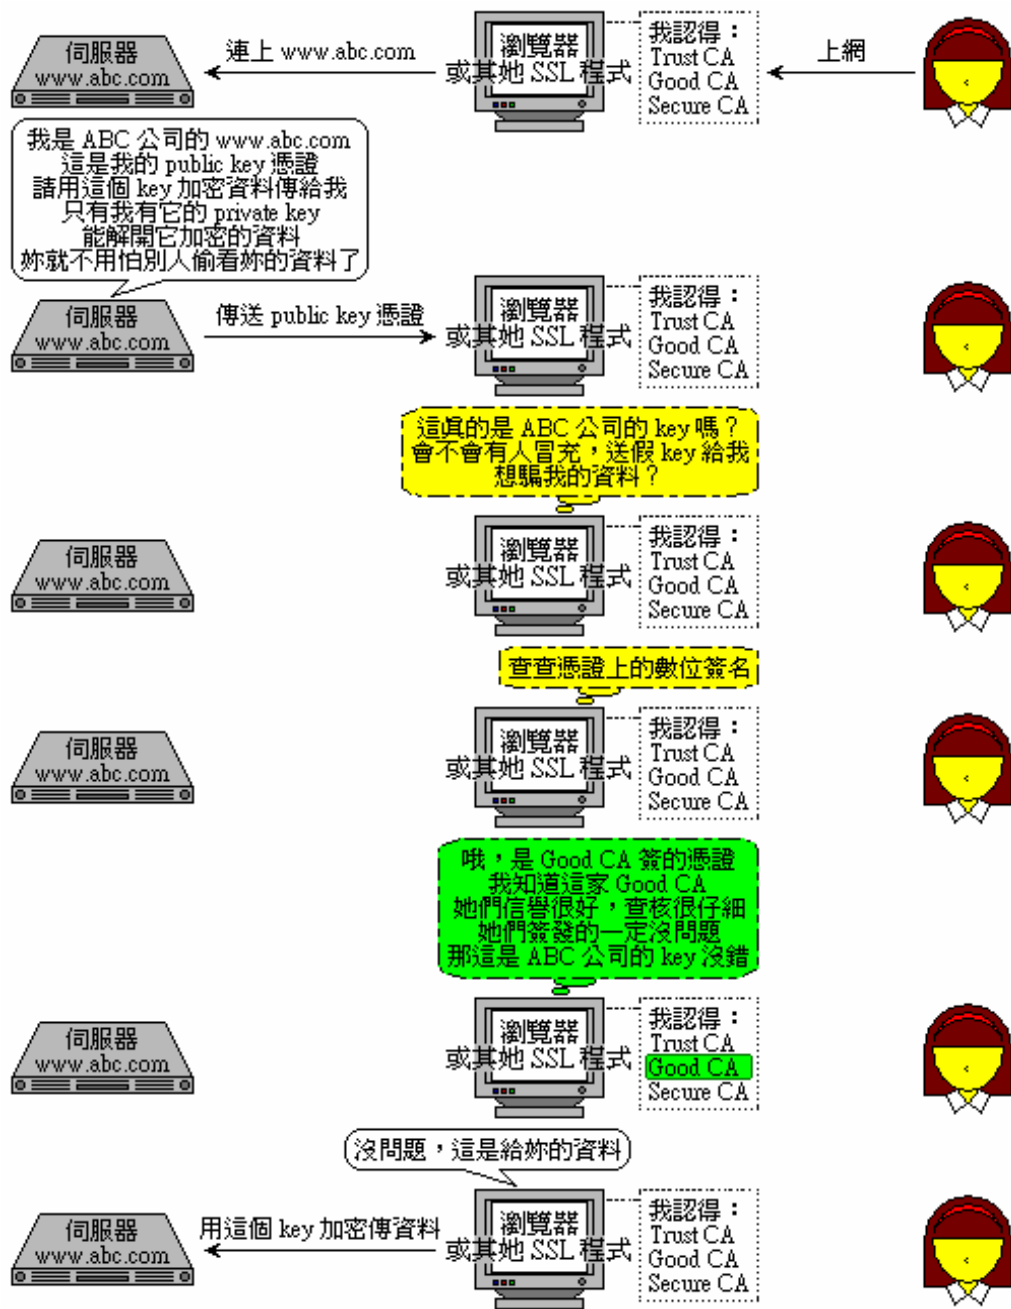 伺服器
www.abc.com
連上 www.abc.com
瀏覽器
或其她 SSL 程式
我認得：
Trust CA
Good CA
Secure CA
上網
我是 ABC 公司的 www.abc.com
這是我的 public key 憑證
請用這個 key 加密資料傳給我
只有我有它的 private key
能解開它加密的資料
妳就不用怕別人偷看妳的資料了
伺服器
www.abc.com
傳送 public key 憑證
瀏覽器
或其她 SSL 程式
我認得：
Trust CA
Good CA
Secure CA
這真的是 ABC 公司的 key 嗎？
會不會有人冒充，送假 key 給我
想騙我的資料？
伺服器
www.abc.com
瀏覽器
或其她 SSL 程式
我認得：
Trust CA
Good CA
Secure CA
查查憑證上的數位簽名
伺服器
www.abc.com
瀏覽器
或其她 SSL 程式
我認得：
Trust CA
Good CA
Secure CA
哦，是 Good CA 簽的憑證
我知道這家 Good CA
她們信譽很好，查核很仔細
她們簽發的一定沒問題
那這是 ABC 公司的 key 沒錯
伺服器
www.abc.com
瀏覽器
或其她 SSL 程式
我認得：
Trust CA
Good CA
Secure CA
沒問題，這是給妳的資料
伺服器
www.abc.com
用這個 key 加密傳資料
瀏覽器
或其她 SSL 程式
我認得：
Trust CA
Good CA
Secure CA